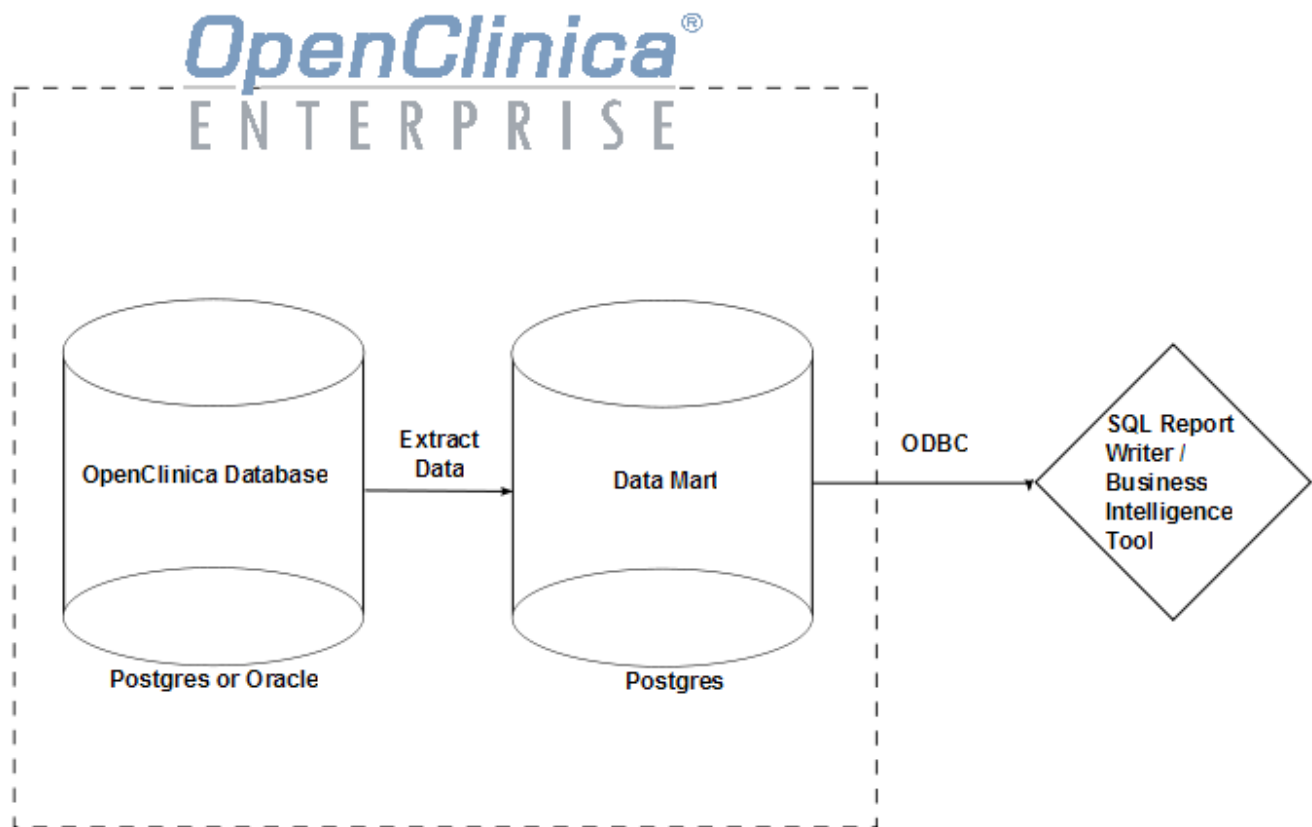 OpenClinica®
ENTERPRISE
OpenClinica Database
Postgres or Oracle
Extract
Data
Data Mart
Postgres
ODBC
SQL Report
Writer /
Business
Intelligence
Tool